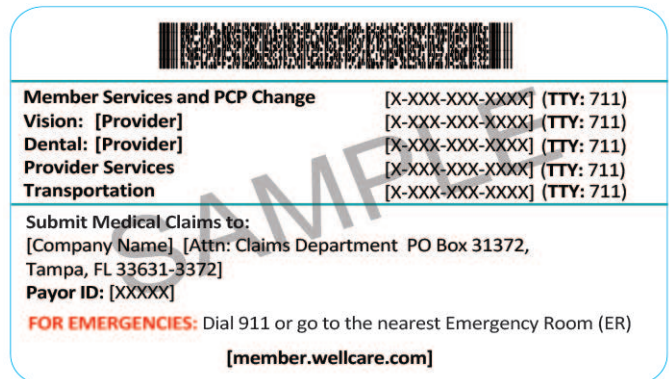 Member Services and PCP Change [X-XXX-XXX-XXXX] (TTY: 711)
Vision: [Provider] [X-XXX-XXX-XXXX] (TTY: 711)
Dental: [Provider] [X-XXX-XXX-XXXX] (TTY: 711)
Provider Services [X-XXX-XXX-XXXX] (TTY: 711)
Transportation [X-XXX-XXX-XXXX] (TTY: 711)
SAMPLE
Submit Medical Claims to:
[Company Name] [Attn: Claims Department PO Box 31372,
Tampa, FL 33631-3372]
Payor ID: [XXXXX]
FOR EMERGENCIES: Dial 911 or go to the nearest Emergency Room (ER)
[member.wellcare.com]